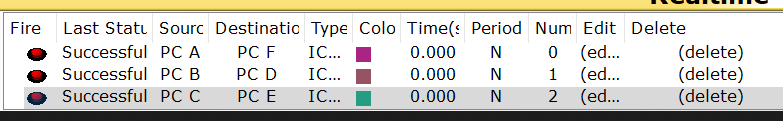 Realtime
Fire Last Statu Sourc Destinatio Type Colo Time(s Period Num Edit Delete
Successful PC A PC F IC... 0.000 N 0 (ed... (delete)
Successful PC B PC D IC... 0.000 N 1 (ed... (delete)
Successful PC C PC E IC... 0.000 N 2 (ed... (delete)